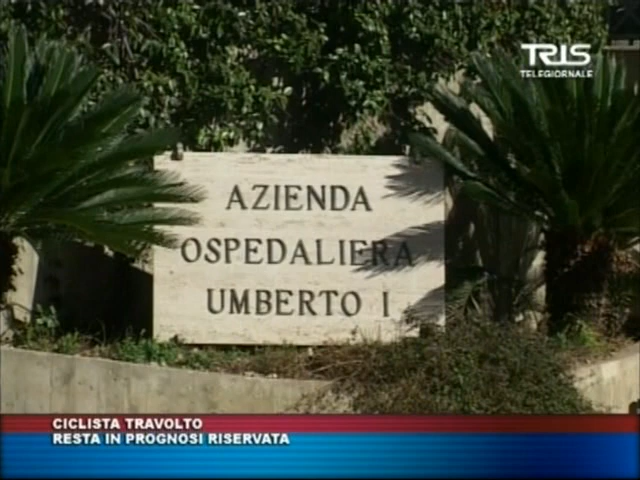 TRIS
TELEGIORNALE
AZIENDA
OSPEDALIERA
UMBERTO I
CICLISTA TRAVOLTO
RESTA IN PROGNOSI RISERVATA